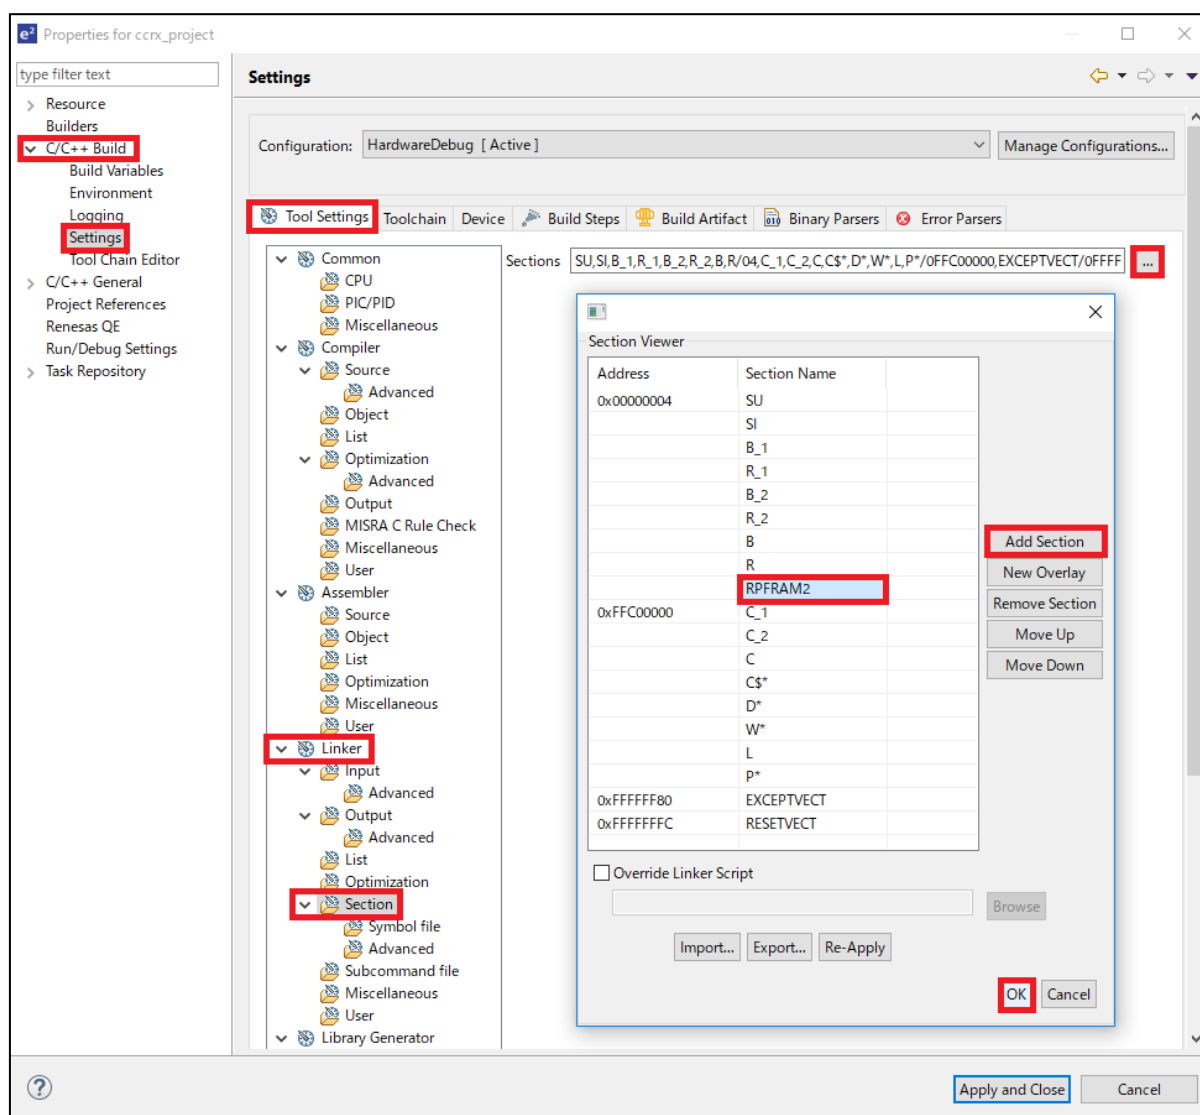 e² Properties for ccrx_project
type filter text
Resource
Builders
C/C++ Build
Build Variables
Environment
Logging
Settings
Tool Chain Editor
C/C++ General
Project References
Renesas QE
Run/Debug Settings
Task Repository
Settings
Configuration: HardwareDebug [ Active ] Manage Configurations...
Tool Settings Toolchain Device Build Steps Build Artifact Binary Parsers Error Parsers
Common
CPU
PIC/PID
Miscellaneous
Compiler
Source
Advanced
Object
List
Optimization
Advanced
Output
MISRA C Rule Check
Miscellaneous
User
Assembler
Source
Object
List
Optimization
Miscellaneous
User
Linker
Input
Advanced
Output
Advanced
List
Optimization
Section
Symbol file
Advanced
Subcommand file
Miscellaneous
User
Library Generator
Sections SU,SI,B_1,R_1,B_2,R_2,B,R/04,C_1,C_2,C,C$*,D*,W*,L,P*/0FFC00000,EXCEPTVECT/0FFFF ...
Section Viewer
Address Section Name
0x00000004 SU
SI
B_1
R_1
B_2
R_2
B
R
RPFRAM2
0xFFC00000 C_1
C_2
C
C$*
D*
W*
L
P*
0xFFFFFF80 EXCEPTVECT
0xFFFFFFFC RESETVECT
Add Section
New Overlay
Remove Section
Move Up
Move Down
Override Linker Script
Browse
Import... Export... Re-Apply
OK Cancel
? Apply and Close Cancel